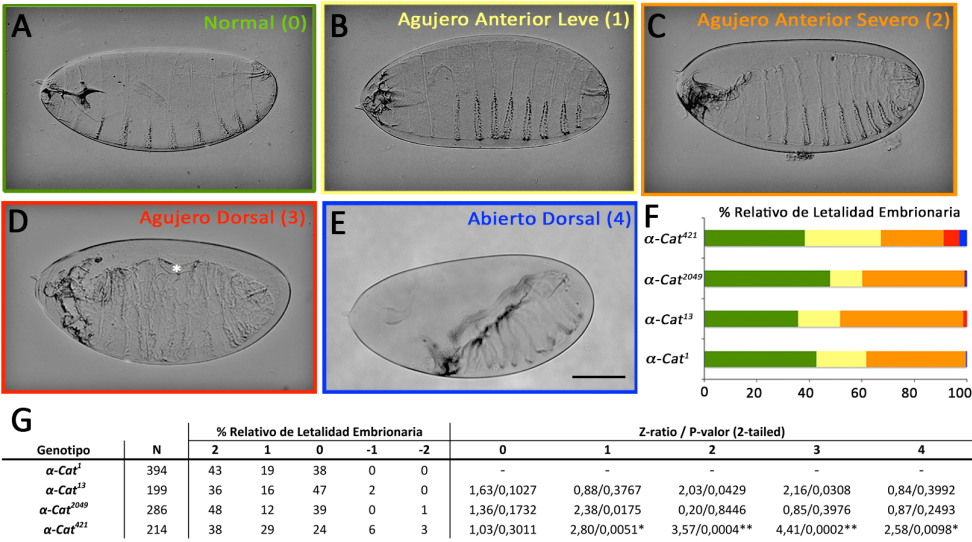 A Normal (0)
B Agujero Anterior Leve (1)
C Agujero Anterior Severo (2)
D Agujero Dorsal (3)
*
E Abierto Dorsal (4)
F % Relativo de Letalidad Embrionaria
α-Cat421
α-Cat2049
α-Cat13
α-Cat1
0 20 40 60 80 100
G
% Relativo de Letalidad Embrionaria Z-ratio / P-valor (2-tailed)
Genotipo N 2 1 0 -1 -2 0 1 2 3 4
α-Cat1 394 43 19 38 0 0 - - - - -
α-Cat13 199 36 16 47 2 0 1,63/0,1027 0,88/0,3767 2,03/0,0429 2,16/0,0308 0,84/0,3992
α-Cat2049 286 48 12 39 0 1 1,36/0,1732 2,38/0,0175 0,20/0,8446 0,85/0,3976 0,87/0,2493
α-Cat421 214 38 29 24 6 3 1,03/0,3011 2,80/0,0051* 3,57/0,0004** 4,41/0,0002** 2,58/0,0098*